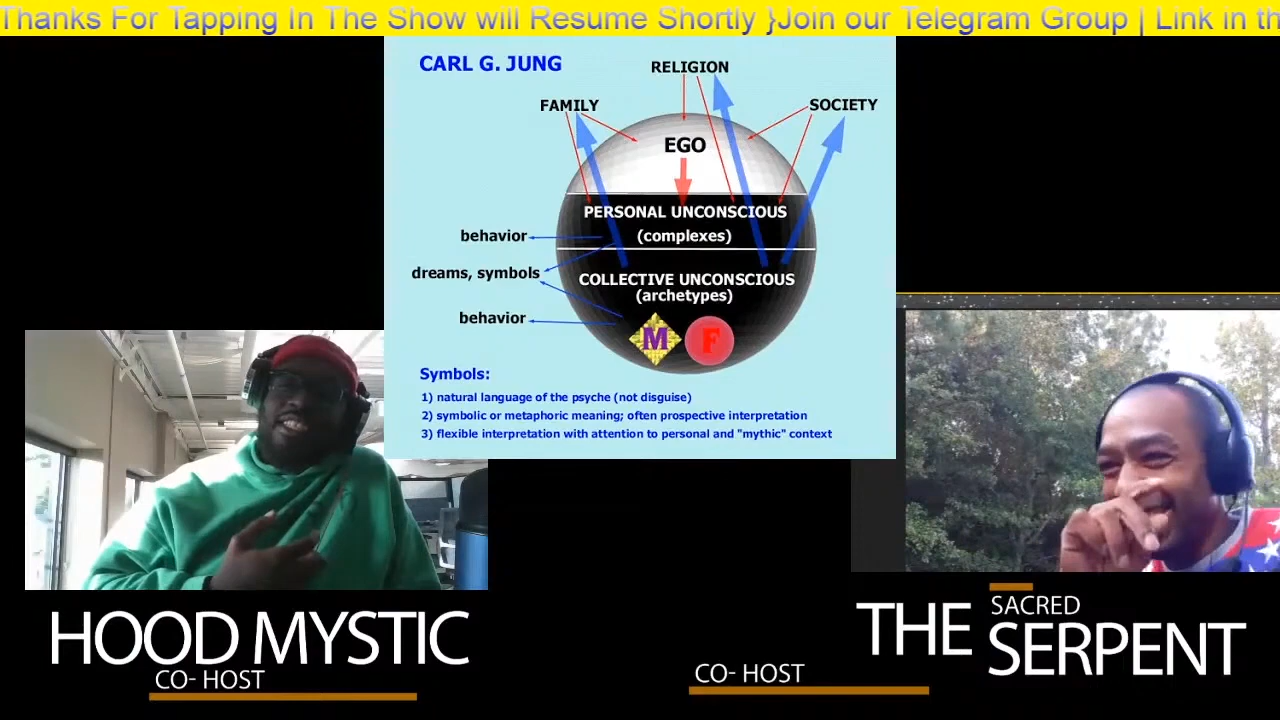 Thanks For Tapping In The Show will Resume Shortly }Join our Telegram Group | Link in th
CARL G. JUNG
RELIGION
FAMILY
SOCIETY
EGO
PERSONAL UNCONSCIOUS
(complexes)
behavior
dreams, symbols
COLLECTIVE UNCONSCIOUS
(archetypes)
behavior
M F
Symbols:
1) natural language of the psyche (not disguise)
2) symbolic or metaphoric meaning; often prospective interpretation
3) flexible interpretation with attention to personal and "mythic" context
HOOD MYSTIC
CO- HOST
CO- HOST
THE SACRED
SERPENT